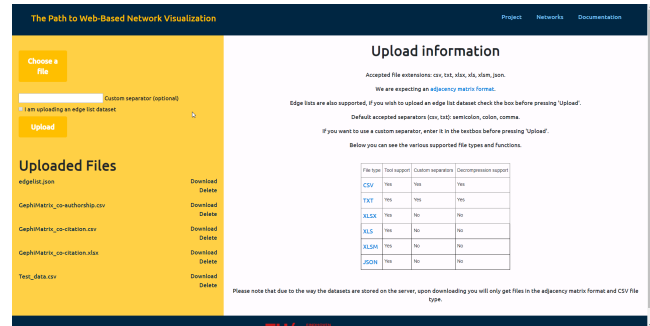 The Path to Web-Based Network Visualization
Project Networks Documentation
Choose a
file
Custom separator (optional)
I am uploading an edge list dataset
Upload
Uploaded Files
edgelist.json Download
Delete
GephiMatrix_co-authorship.csv Download
Delete
GephiMatrix_co-citation.csv Download
Delete
GephiMatrix_co-citation.xlsx Download
Delete
Test_data.csv Download
Delete
Upload information
Accepted file extensions: csv, txt, xlsx, xls, xlsm, json.
We are expecting an adjacency matrix format.
Edge lists are also supported, if you wish to upload an edge list dataset check the box before pressing 'Upload'.
Default accepted separators (csv, txt): semicolon, colon, comma.
If you want to use a custom separator, enter it in the textbox before pressing 'Upload'.
Below you can see the various supported file types and functions.
File type Tool support Custom separators Decompression support
CSV Yes Yes Yes
TXT Yes Yes Yes
XLSX Yes No No
XLS Yes No No
XLSM Yes No No
JSON Yes No No
Please note that due to the way the datasets are stored on the server, upon downloading you will only get files in the adjacency matrix format and CSV file
type.